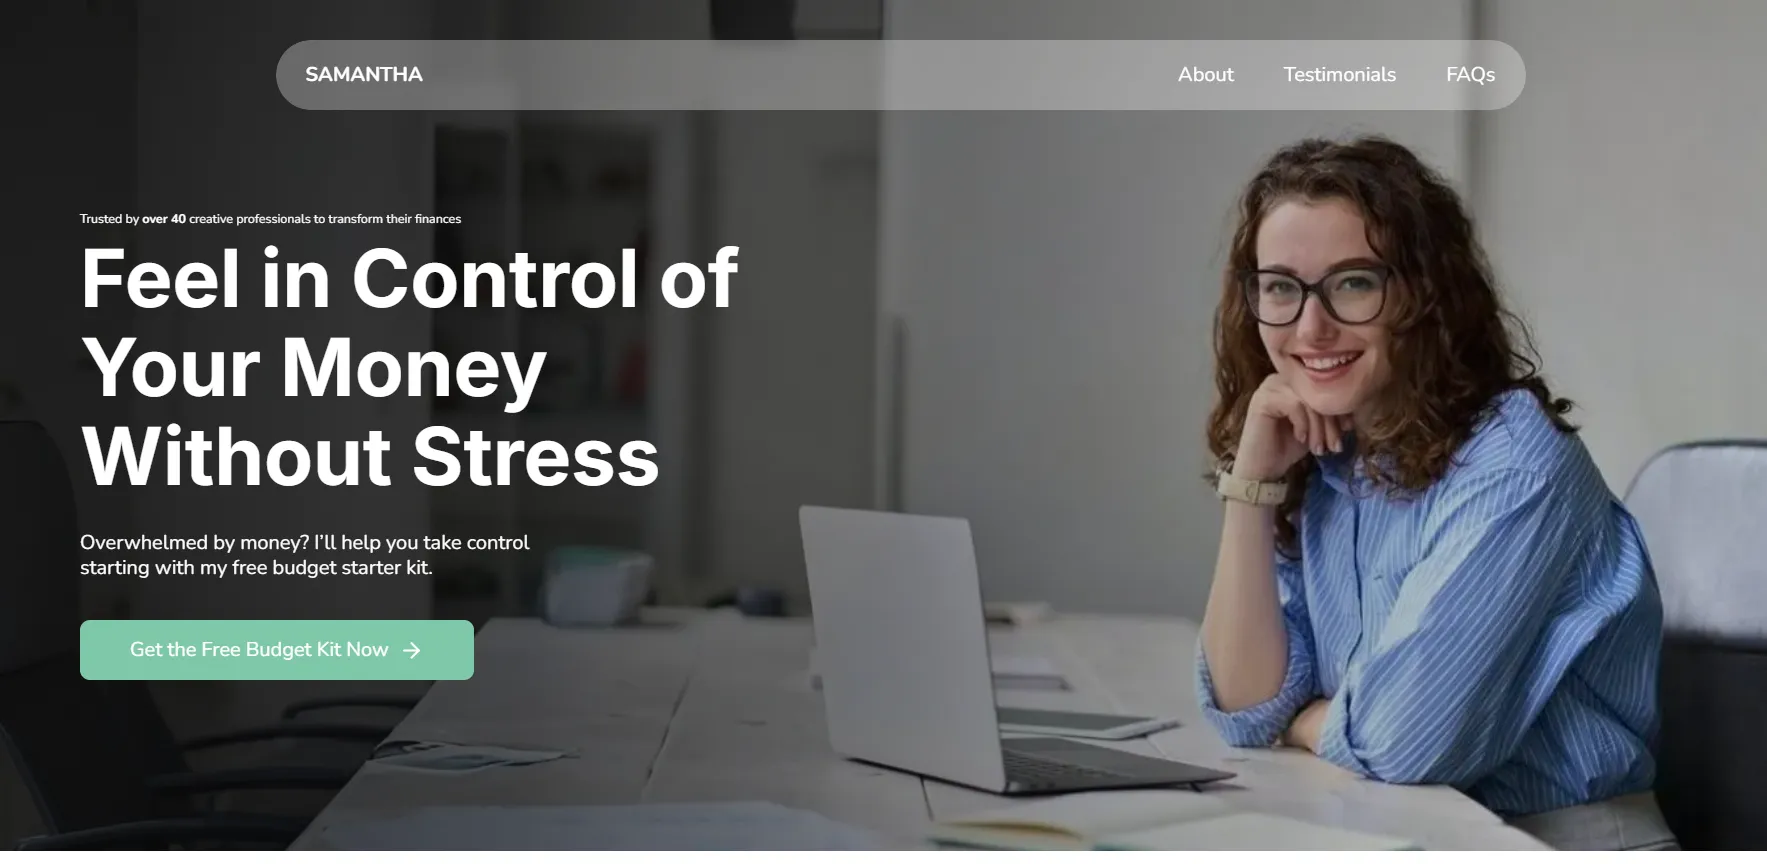 SAMANTHA
About
Testimonials
FAQs
Trusted by over 40 creative professionals to transform their finances
Feel in Control of
Your Money
Without Stress
Overwhelmed by money? I’ll help you take control
starting with my free budget starter kit.
Get the Free Budget Kit Now →